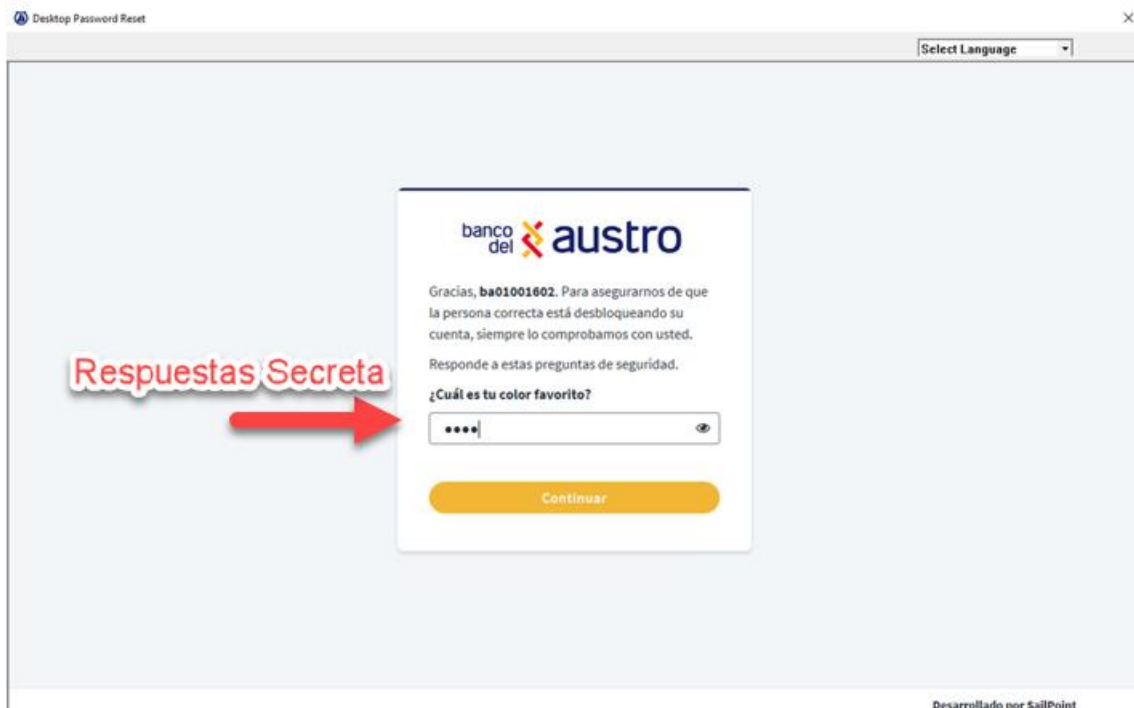 Desktop Password Reset
Select Language
banco del austro
Gracias, ba01001602. Para asegurarnos de que
la persona correcta está desbloqueando su
cuenta, siempre lo comprobamos con usted.
Responde a estas preguntas de seguridad.
Respuestas Secreta
¿Cuál es tu color favorito?
••••
Continuar
Desarrollado por SailPoint